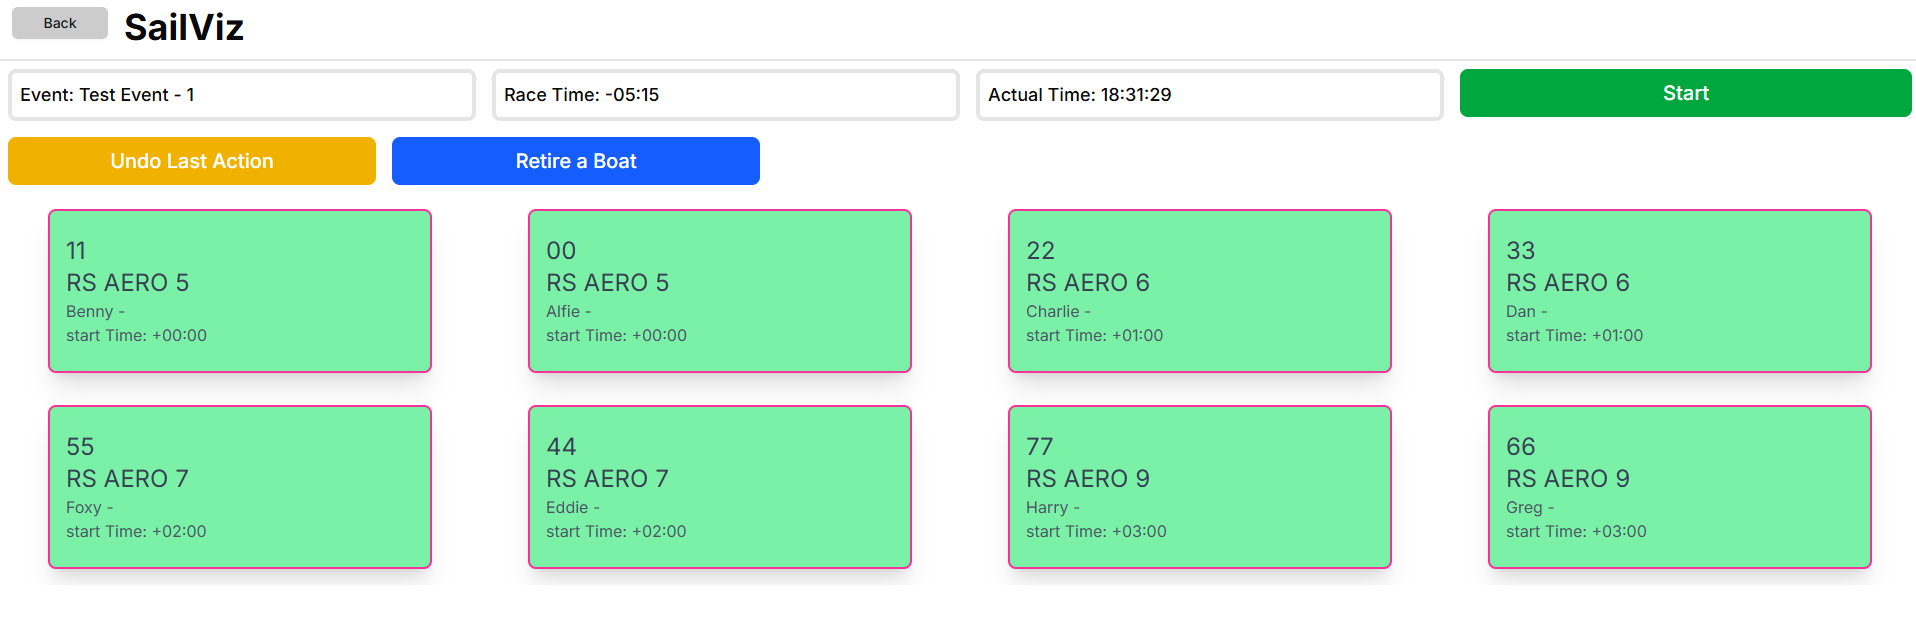 Back
SailViz
Event: Test Event - 1
Race Time: -05:15
Actual Time: 18:31:29
Start
Undo Last Action
Retire a Boat
11
RS AERO 5
Benny -
start Time: +00:00
00
RS AERO 5
Alfie -
start Time: +00:00
22
RS AERO 6
Charlie -
start Time: +01:00
33
RS AERO 6
Dan -
start Time: +01:00
55
RS AERO 7
Foxy -
start Time: +02:00
44
RS AERO 7
Eddie -
start Time: +02:00
77
RS AERO 9
Harry -
start Time: +03:00
66
RS AERO 9
Greg -
start Time: +03:00